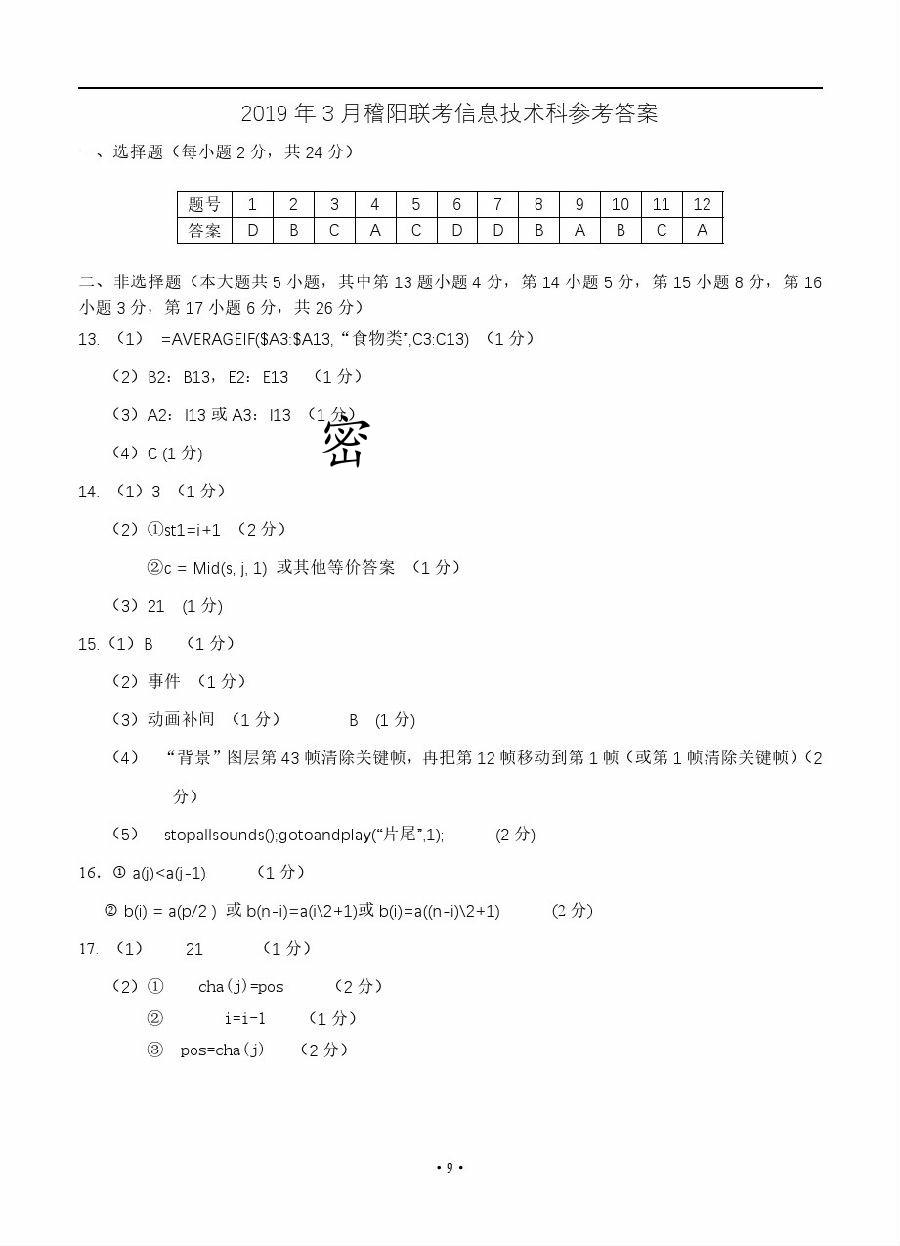 2019 年 3 月稽阳联考信息技术科参考答案
一、选择题（每小题 2 分，共 24 分）
题号 1 2 3 4 5 6 7 8 9 10 11 12
答案 D B C A C D D B A B C A
二、非选择题（本大题共 5 小题，其中第 13 题小题 4 分，第 14 小题 5 分，第 15 小题 8 分，第 16
小题 3 分，第 17 小题 6 分，共 26 分）
13. （1） =AVERAGEIF($A3:$A13,“食物类”,C3:C13) （1 分）
（2）B2：B13，E2：E13 （1 分）
（3）A2：I13 或 A3：I13 （1 分）
密
（4）C (1 分)
14. （1）3 （1 分）
（2）①st1=i+1 （2 分）
②c = Mid(s, j, 1) 或其他等价答案 （1 分）
（3）21 (1 分)
15.（1）B （1 分）
（2）事件 （1 分）
（3）动画补间 （1 分） B (1 分)
（4） “背景”图层第 43 帧清除关键帧，再把第 12 帧移动到第 1 帧（或第 1 帧清除关键帧）（2
分）
（5） stopallsounds();gotoandplay(“片尾”,1); (2 分)
16. ① a(j)<a(j-1) （1 分）
② b(i) = a(p/2 ) 或 b(n-i)=a(i\2+1)或 b(i)=a((n-i)\2+1) (2 分)
17. （1） 21 （1 分）
（2）① cha(j)=pos （2 分）
② i=i-1 （1 分）
③ pos=cha(j) （2 分）
• 9 •